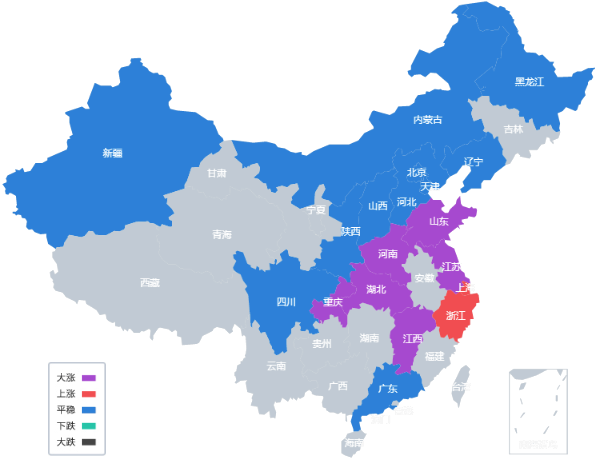 黑龙江
内蒙古
吉林
新疆
辽宁
北京
甘肃
天津
河北
山西
宁夏
山东
陕西
青海
河南
江苏
安徽
西藏
上海
湖北
四川
重庆
浙江
湖南
江西
贵州
福建
云南
广西
广东
台湾
海南
大涨
上涨
平稳
下跌
大跌